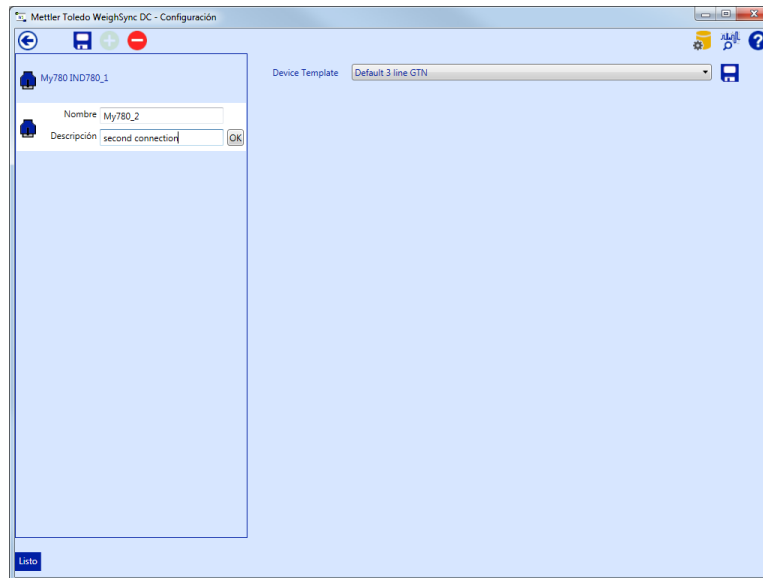 Mettler Toledo WeighSync DC - Configuración
My780 IND780_1
Device Template Default 3 line GTN
Nombre My780_2
Descripción second connection OK
Listo